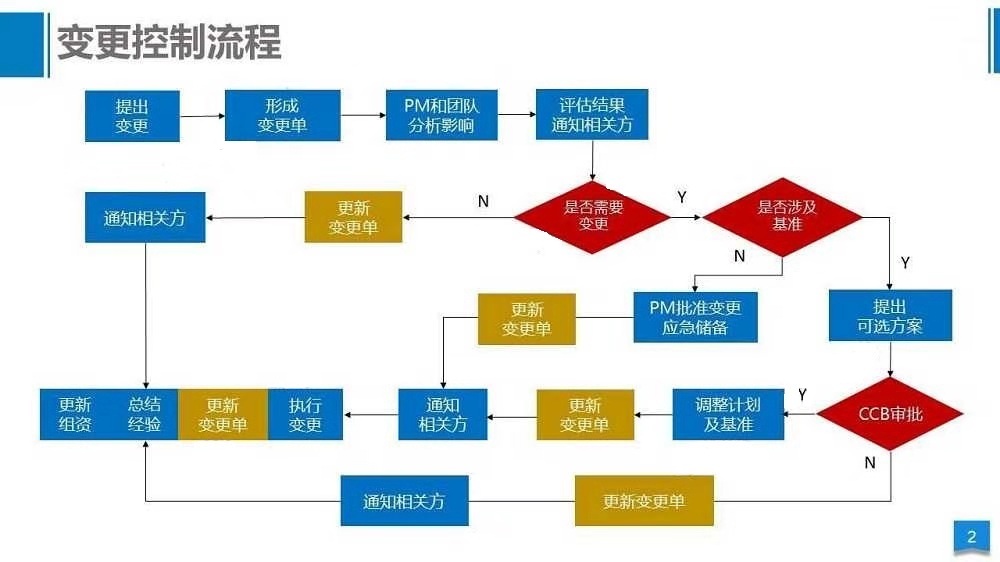 变更控制流程
提出
变更
形成
变更单
PM和团队
分析影响
评估结果
通知相关方
通知相关方
更新
变更单
N
是否需要
变更
Y
是否涉及
基准
N
Y
更新
变更单
PM批准变更
应急储备
提出
可选方案
更新
组资
总结
经验
更新
变更单
执行
变更
通知
相关方
更新
变更单
调整计划
及基准
Y
CCB审批
N
通知相关方
更新变更单
2